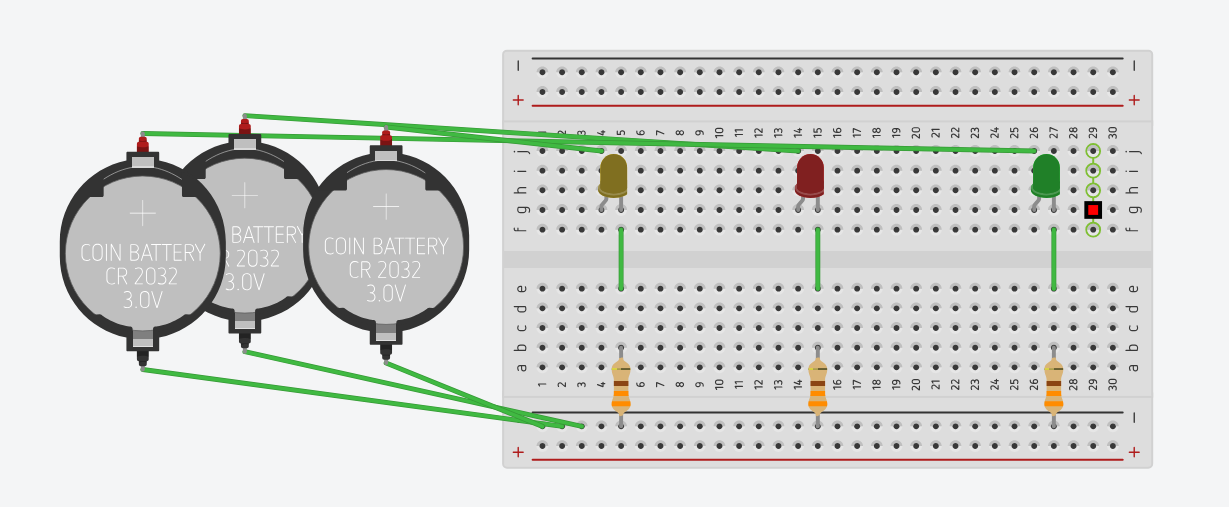 − −
+ +
1 2 3 4 5 6 7 8 9 10 11 12 13 14 15 16 17 18 19 20 21 22 23 24 25 26 27 28 29 30
j j
i i
h h
g g
f f
COIN BATTERY
CR 2032
3.0V
BATTERY
R 2032
3.0V
COIN BATTERY
CR 2032
3.0V
e e
d d
c c
b b
a a
1 2 3 4 5 6 7 8 9 10 11 12 13 14 15 16 17 18 19 20 21 22 23 24 25 26 27 28 29 30
− −
+ +